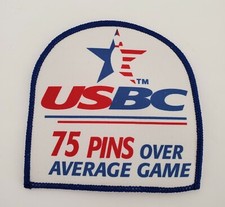 TM
USBC
75 PINS OVER
AVERAGE GAME